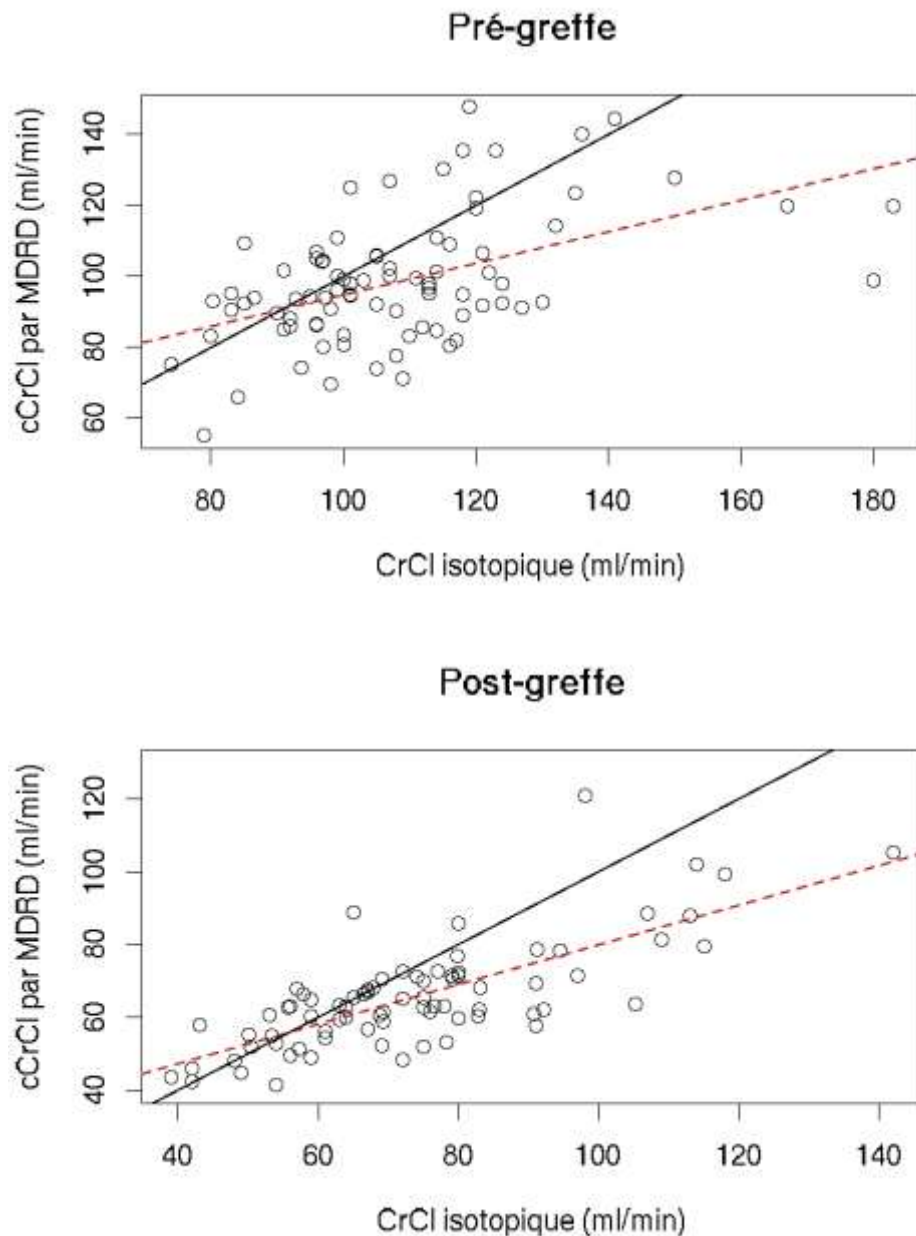 Pré-greffe
cCrCl par MDRD (ml/min)
140
120
100
80
60
80 100 120 140 160 180
CrCl isotopique (ml/min)
Post-greffe
cCrCl par MDRD (ml/min)
120
100
80
60
40
40 60 80 100 120 140
CrCl isotopique (ml/min)